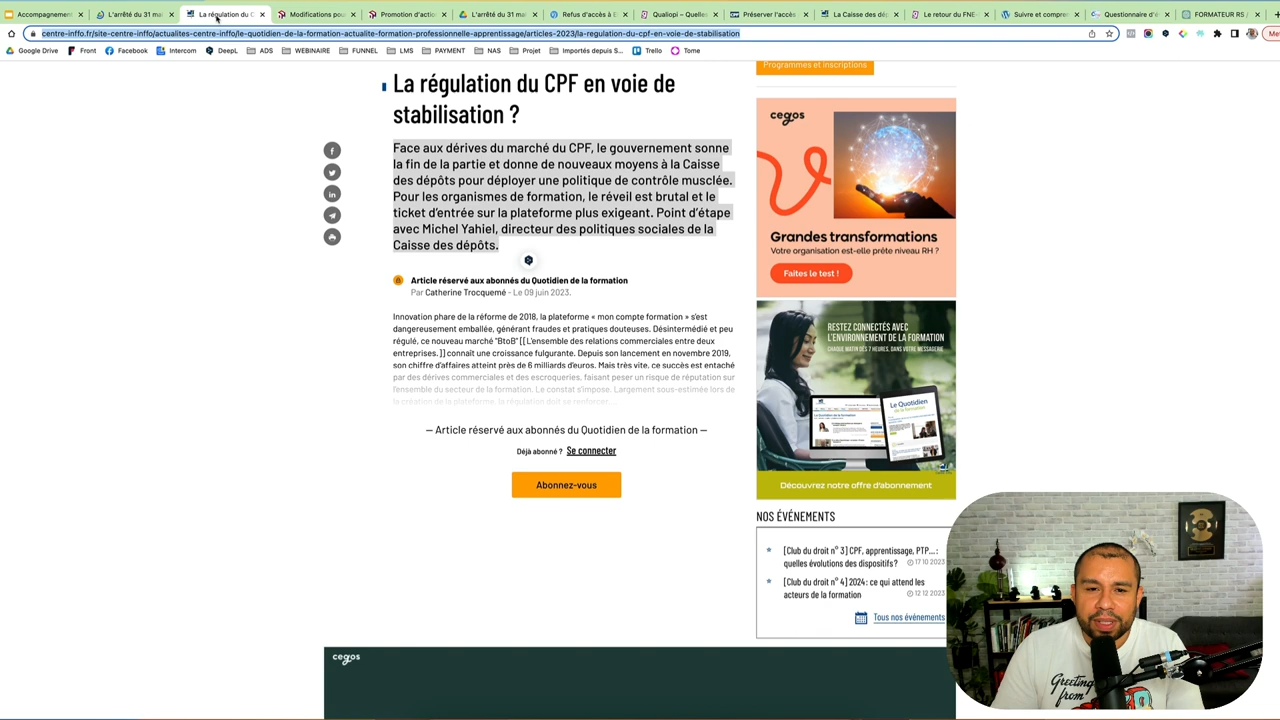 Accompagnement
L'arrêté du 31 mai
La régulation du C
Modifications pou
Promotion d'actio
L'arrêté du 31 mai
Refus d'accès à E
Qualiopi – Quelle
Préserver l'accès
La Caisse des dép
Le retour du FNE
Suivre et compre
Questionnaire d'é
FORMATEUR RS
centre-inffo.fr/site-centre-inffo/actualites-centre-inffo/le-quotidien-de-la-formation-actualite-formation-professionnelle-apprentissage/articles-2023/la-regulation-du-cpf-en-voie-de-stabilisation
Google Drive Front Facebook Intercom DeepL ADS WEBINAIRE FUNNEL LMS PAYMENT NAS Projet Importés depuis S... Trello Tome
Programmes et inscriptions
La régulation du CPF en voie de
stabilisation ?
Face aux dérives du marché du CPF, le gouvernement sonne
la fin de la partie et donne de nouveaux moyens à la Caisse
des dépôts pour déployer une politique de contrôle musclée.
Pour les organismes de formation, le réveil est brutal et le
ticket d'entrée sur la plateforme plus exigeant. Point d'étape
avec Michel Yahiel, directeur des politiques sociales de la
Caisse des dépôts.
Article réservé aux abonnés du Quotidien de la formation
Par Catherine Trocquemé - Le 09 juin 2023.
Innovation phare de la réforme de 2018, la plateforme « mon compte formation » s'est
dangereusement emballée, générant fraudes et pratiques douteuses. Désintermédié et peu
régulé, ce nouveau marché "BtoB" [[L'ensemble des relations commerciales entre deux
entreprises.]] connaît une croissance fulgurante. Depuis son lancement en novembre 2019,
son chiffre d'affaires atteint près de 6 milliards d'euros. Mais très vite, ce succès est entaché
par des dérives commerciales et des escroqueries, faisant peser un risque de réputation sur
l'ensemble du secteur de la formation. Le constat s'impose. Largement sous-estimée lors de
la création de la plateforme, la régulation doit se renforcer....
— Article réservé aux abonnés du Quotidien de la formation —
Déjà abonné ? Se connecter
Abonnez-vous
cegos
Grandes transformations
Votre organisation est-elle prête niveau RH ?
Faites le test !
RESTEZ CONNECTÉS AVEC
L'ENVIRONNEMENT DE LA FORMATION
CHAQUE MATIN DÈS 7 HEURES, DANS VOTRE MESSAGERIE
Le Quotidien
de la formation
Découvrez notre offre d'abonnement
NOS ÉVÉNEMENTS
[Club du droit n° 3] CPF, apprentissage, PTP... :
quelles évolutions des dispositifs ? 17 10 2023
[Club du droit n° 4] 2024 : ce qui attend les
acteurs de la formation 12 12 2023
Tous nos événements
cegos
Greetings
from